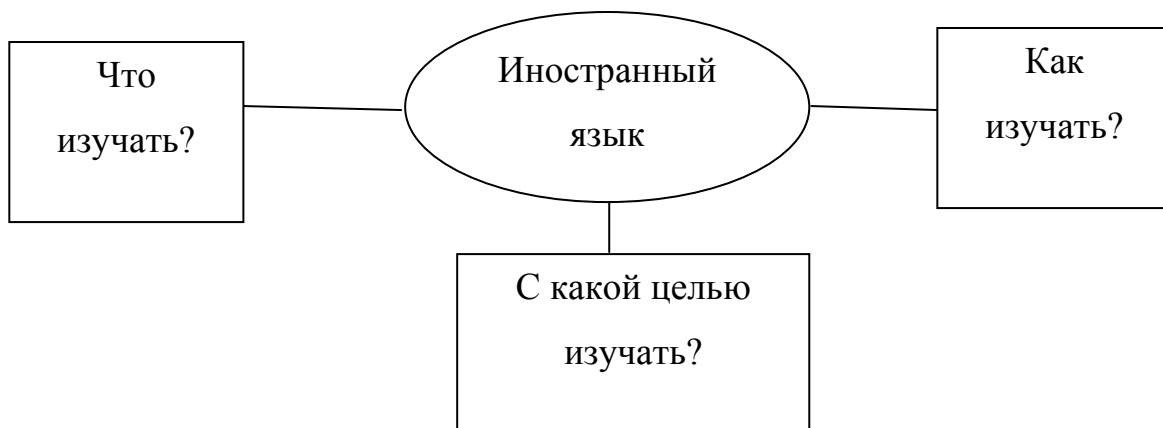 Что
изучать?
Иностранный
язык
Как
изучать?
С какой целью
изучать?